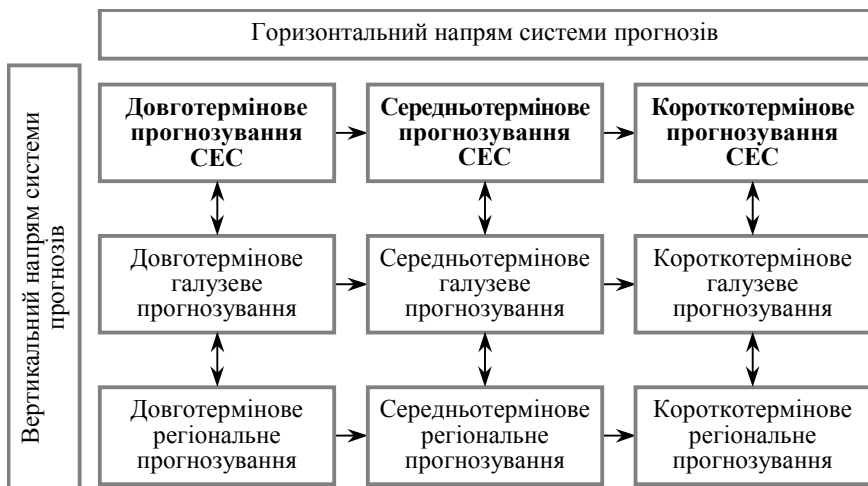 Горизонтальний напрям системи прогнозів
Вертикальний напрям системи
прогнозів
Довготермінове
прогнозування
СЕС
Середньотермінове
прогнозування
СЕС
Короткотермінове
прогнозування
СЕС
Довготермінове
галузеве
прогнозування
Середньотермінове
галузеве
прогнозування
Короткотермінове
галузеве
прогнозування
Довготермінове
регіональне
прогнозування
Середньотермінове
регіональне
прогнозування
Короткотермінове
регіональне
прогнозування